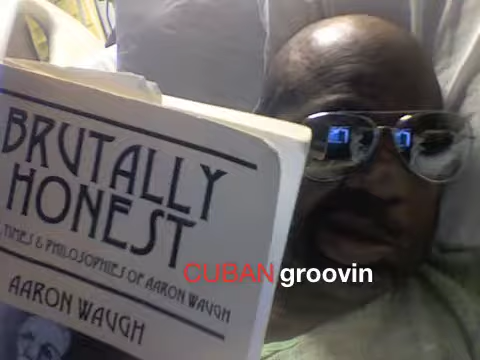 BRUTALLY
HONEST
TIMES & PHILOSOPHIES OF AARON WAUGH
AARON WAUGH
CUBAN groovin